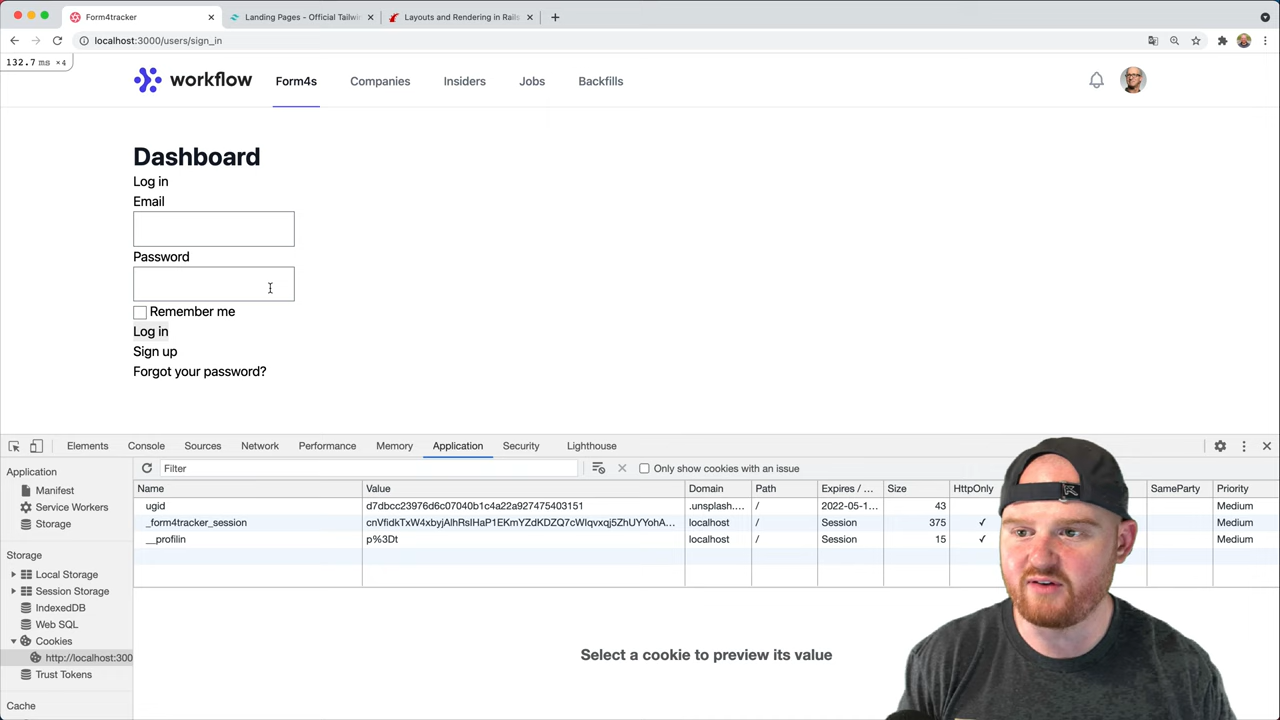 Form4tracker
Landing Pages - Official Tailwi
Layouts and Rendering in Rails
localhost:3000/users/sign_in
132.7 ms ×4
workflow
Form4s
Companies
Insiders
Jobs
Backfills
Dashboard
Log in
Email
Password
Remember me
Log in
Sign up
Forgot your password?
Elements
Console
Sources
Network
Performance
Memory
Application
Security
Lighthouse
Application
Manifest
Service Workers
Storage
Storage
Local Storage
Session Storage
IndexedDB
Web SQL
Cookies
http://localhost:300
Trust Tokens
Cache
Filter
Only show cookies with an issue
Name Value Domain Path Expires / ... Size HttpOnly SameParty Priority
ugid d7dbcc23976d6c07040b1c4a22a927474503151 .unsplash.... / 2022-05-1... 43 Medium
_form4tracker_session cnVfidkTxW4xbyjAlhRsIHaP1EKmYZdKDZQ7cWIqvxqj5ZhUYYohA... localhost / Session 375 ✓ Medium
__profilin p%3Dt localhost / Session 15 ✓ Medium
Select a cookie to preview its value